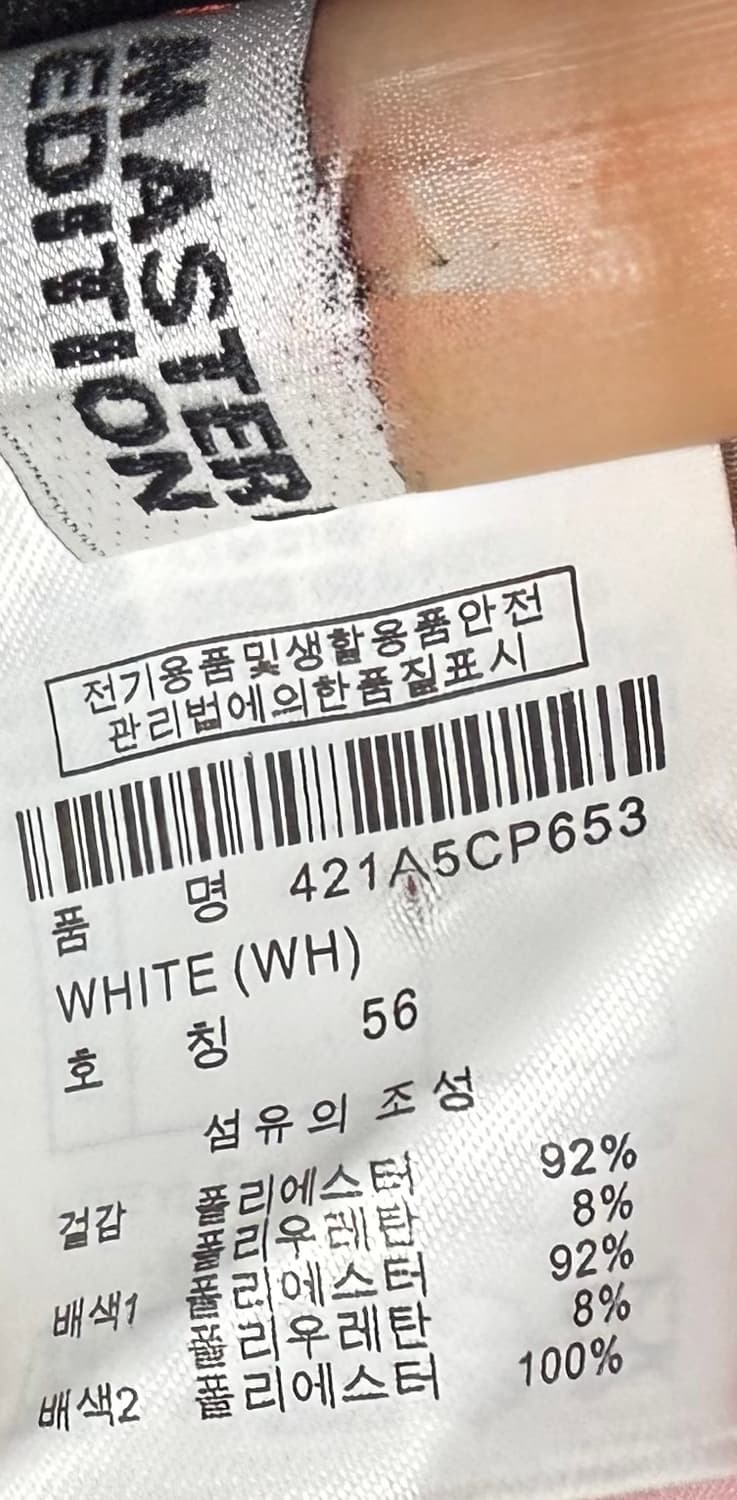 MASTER
EDITION
전기용품및생활용품안전
관리법에의한품질표시
품 명 421A5CP653
WHITE (WH)
호 칭 56
섬유의 조성
겉감 폴리에스터 92%
폴리우레탄 8%
배색1 폴리에스터 92%
폴리우레탄 8%
배색2 폴리에스터 100%